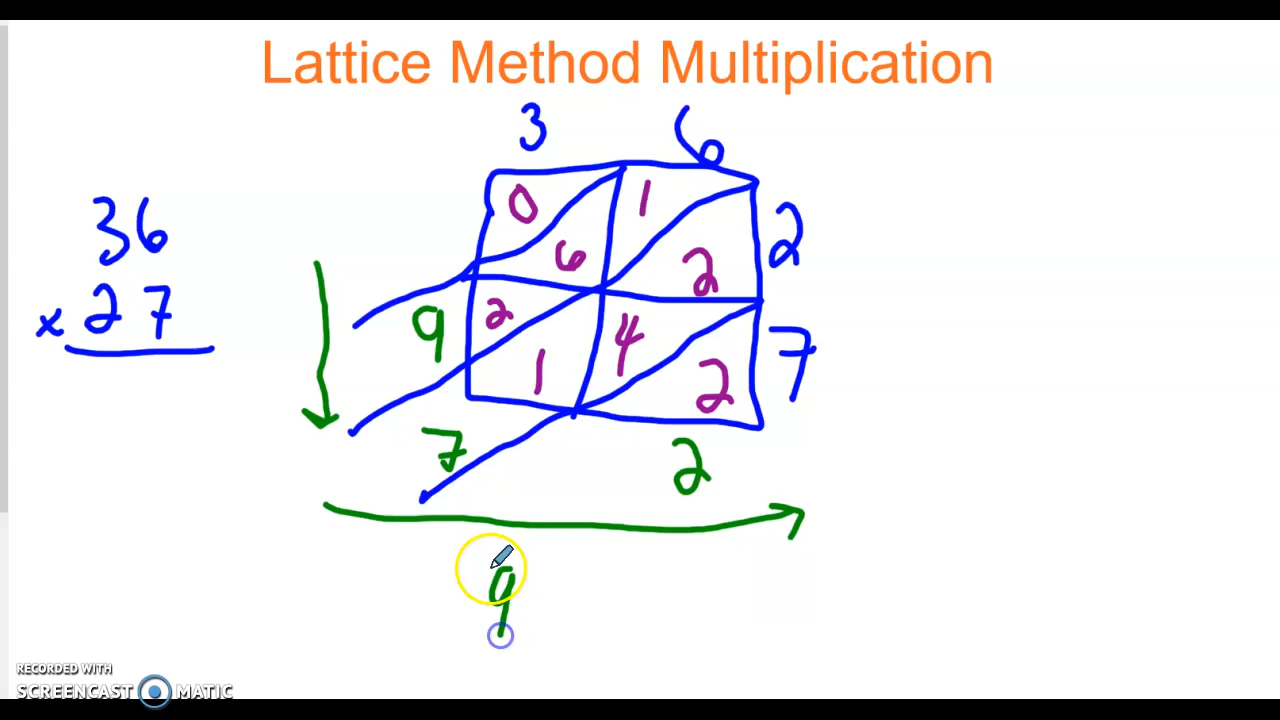 Lattice Method Multiplication
3 6
36
x 27
0 1
6 2 2
9 2 4 7
1 2
7 2
9
RECORDED WITH
SCREENCAST MATIC